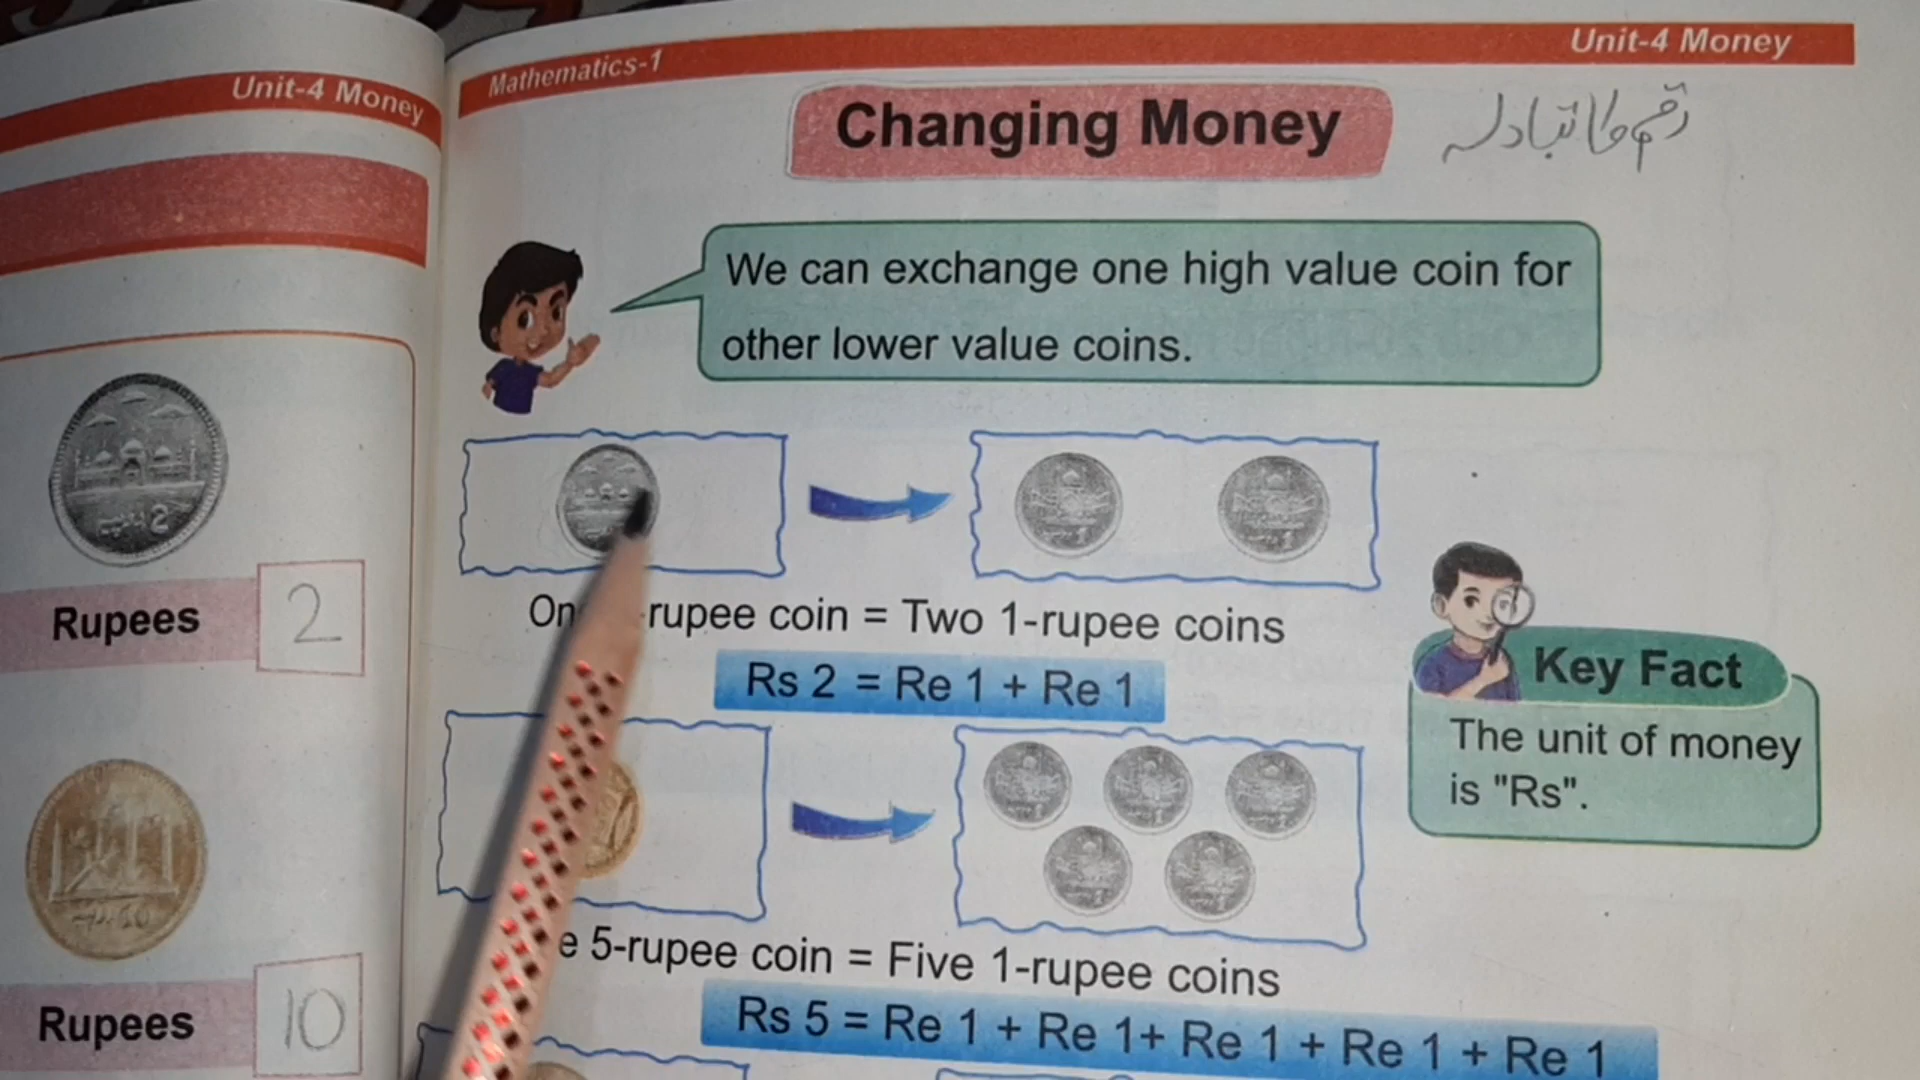 Unit-4 Money
Rupees 2
Rupees 10
Mathematics-1
Unit-4 Money
Changing Money
رقم کا تبادلہ
We can exchange one high value coin for
other lower value coins.
rupee coin = Two 1-rupee coins
Rs 2 = Re 1 + Re 1
Key Fact
The unit of money
is "Rs".
5-rupee coin = Five 1-rupee coins
Rs 5 = Re 1 + Re 1+ Re 1 + Re 1 + Re 1